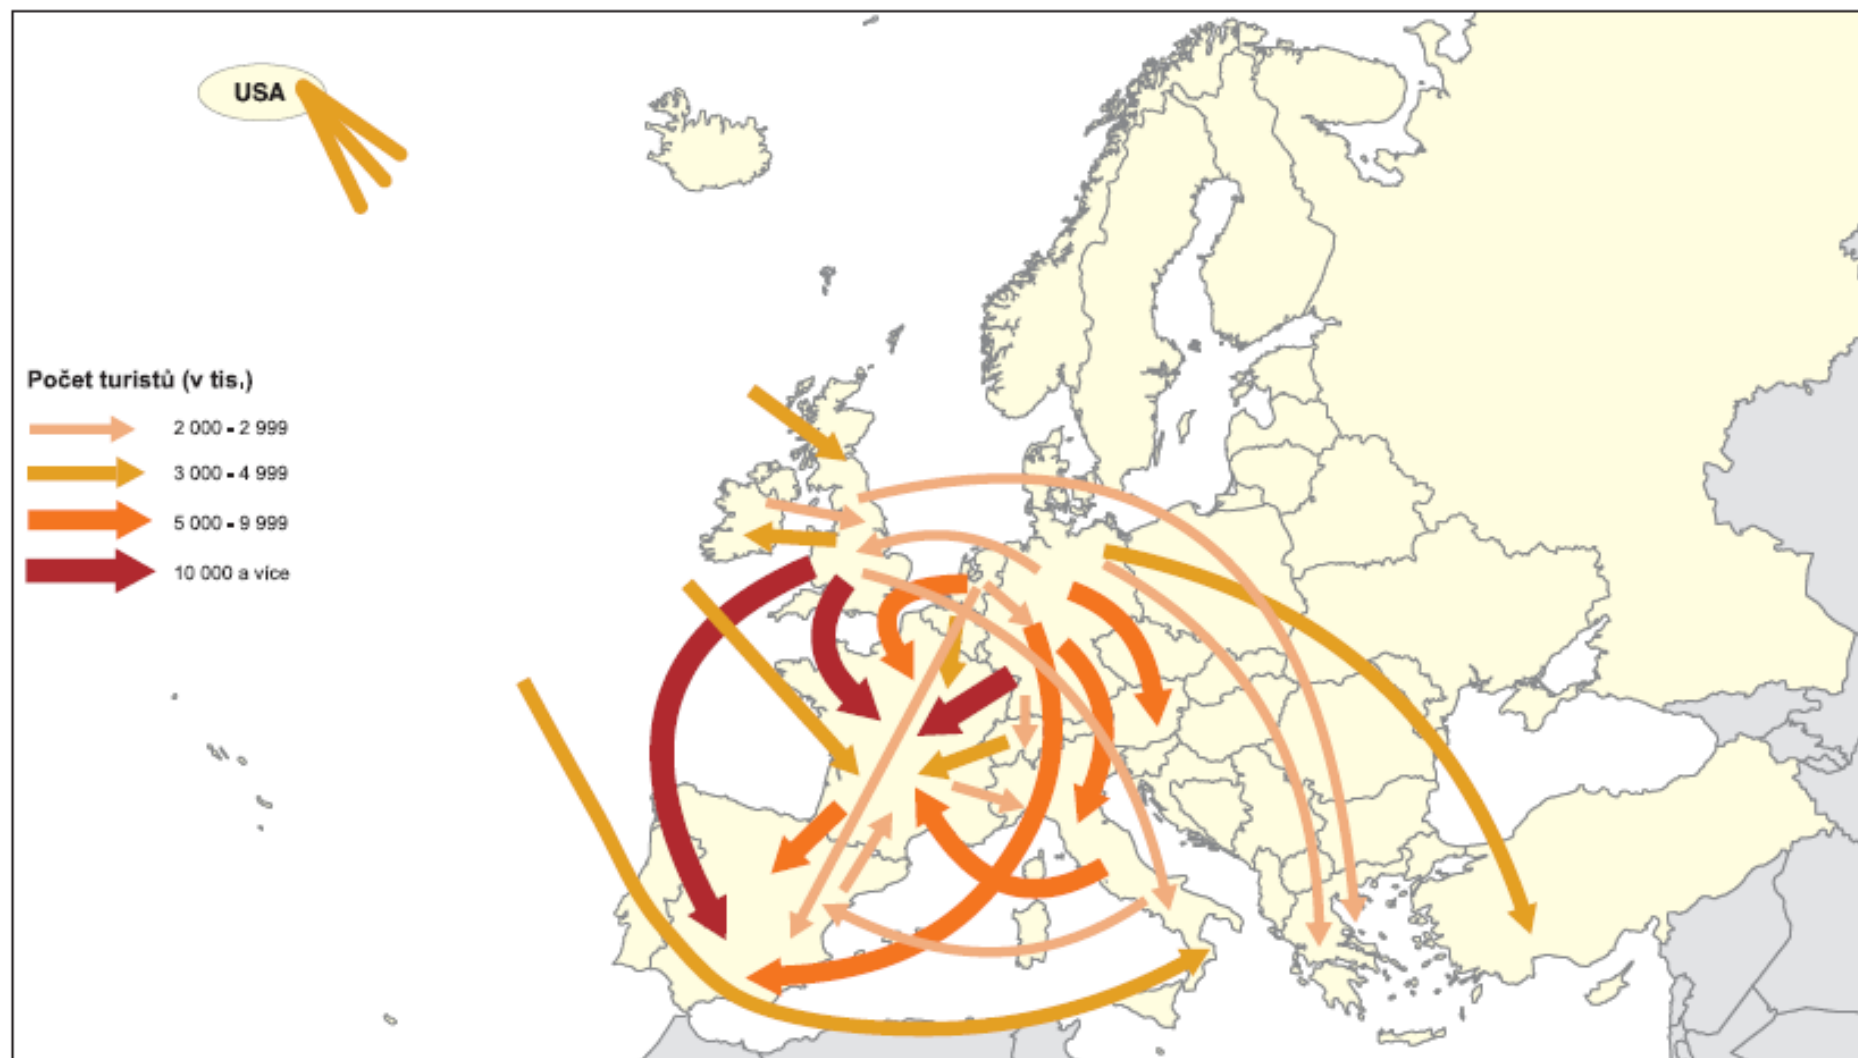 USA
Počet turistů (v tis.)
2 000 - 2 999
3 000 - 4 999
5 000 - 9 999
10 000 a více